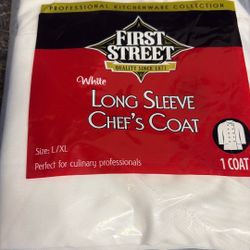 PROFESSIONAL KITCHENWARE COLLECTION
FIRST
STREET
QUALITY SINCE 1871
White
LONG SLEEVE
CHEF'S COAT
Size: L/XL
Perfect for culinary professionals
1 COAT